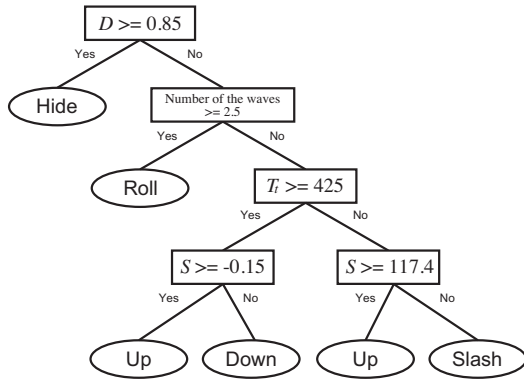 D >= 0.85
Yes
No
Hide
Number of the waves
>= 2.5
Yes
No
Roll
Tt >= 425
Yes
No
S >= -0.15
S >= 117.4
Yes
No
Yes
No
Up
Down
Up
Slash